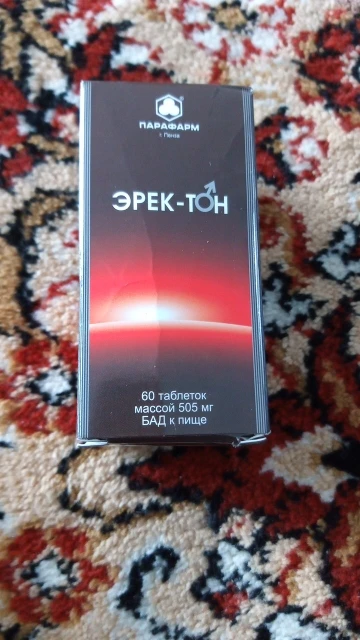 ПАРАФАРМ
г. Пенза
ЭРЕК-ТОН
60 таблеток
массой 505 мг
БАД к пище